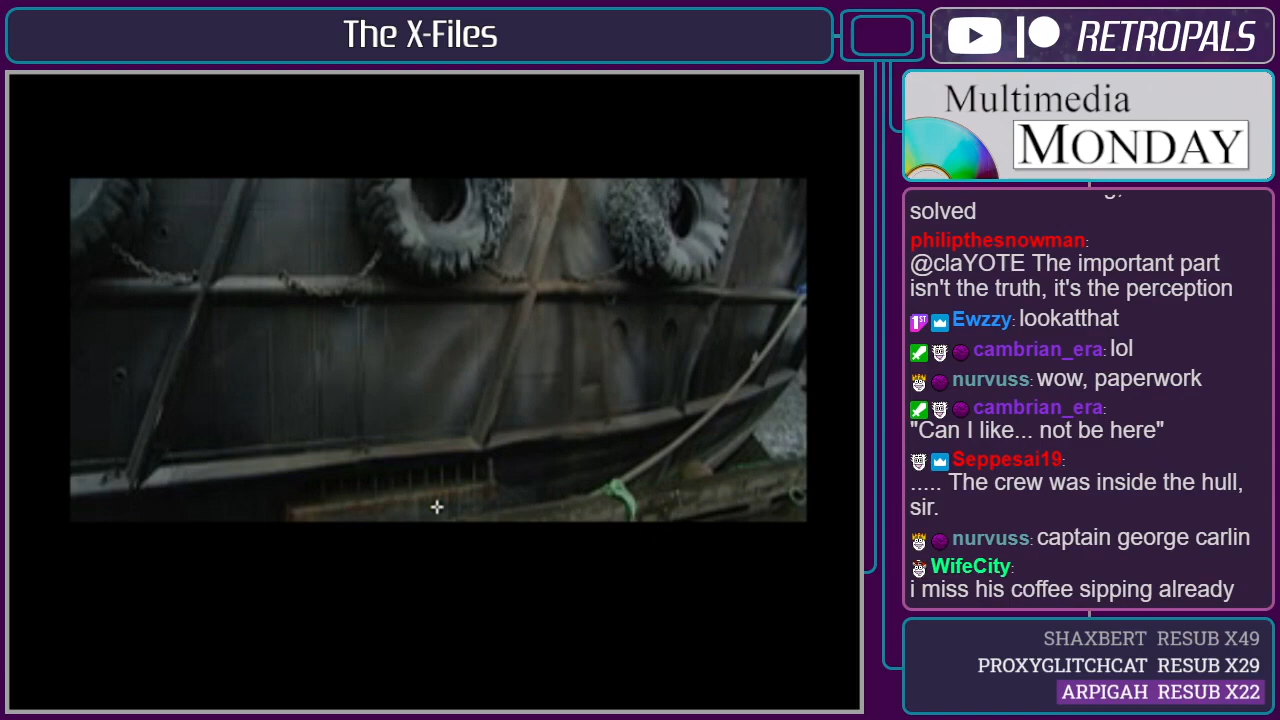 The X-Files
RETROPALS
Multimedia
MONDAY
solved
philipthesnowman:
@claYOTE The important part
isn't the truth, it's the perception
1ST Ewzzy: lookatthat
cambrian_era: lol
nurvuss: wow, paperwork
cambrian_era:
"Can I like... not be here"
Seppesai19:
..... The crew was inside the hull,
sir.
nurvuss: captain george carlin
WifeCity:
i miss his coffee sipping already
SHAXBERT RESUB X49
PROXYGLITCHCAT RESUB X29
ARPIGAH RESUB X22